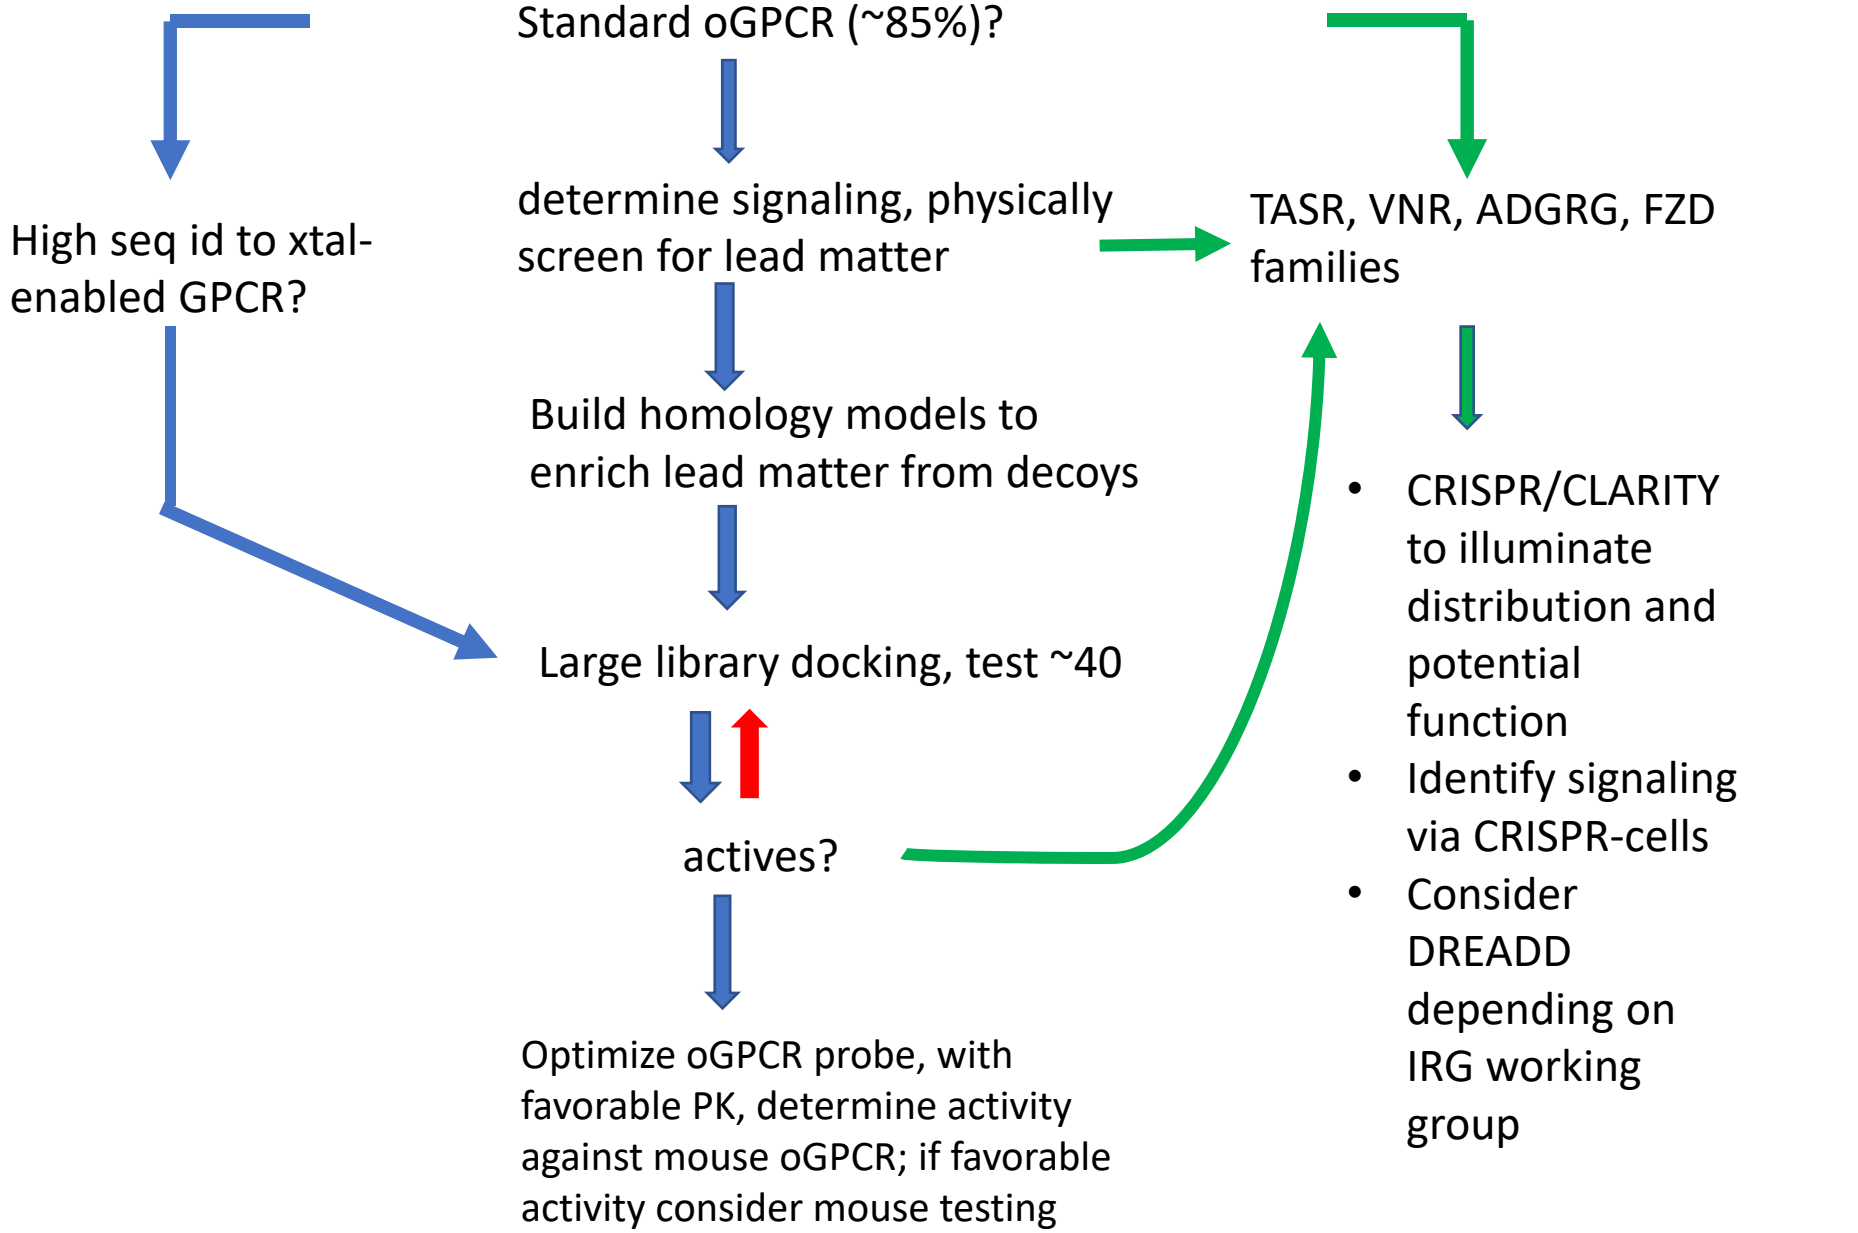 Standard oGPCR (~85%)?
High seq id to xtal-
enabled GPCR?
determine signaling, physically
screen for lead matter
TASR, VNR, ADGRG, FZD
families
Build homology models to
enrich lead matter from decoys
Large library docking, test ~40
actives?
Optimize oGPCR probe, with
favorable PK, determine activity
against mouse oGPCR; if favorable
activity consider mouse testing
• CRISPR/CLARITY
to illuminate
distribution and
potential
function
• Identify signaling
via CRISPR-cells
• Consider
DREADD
depending on
IRG working
group